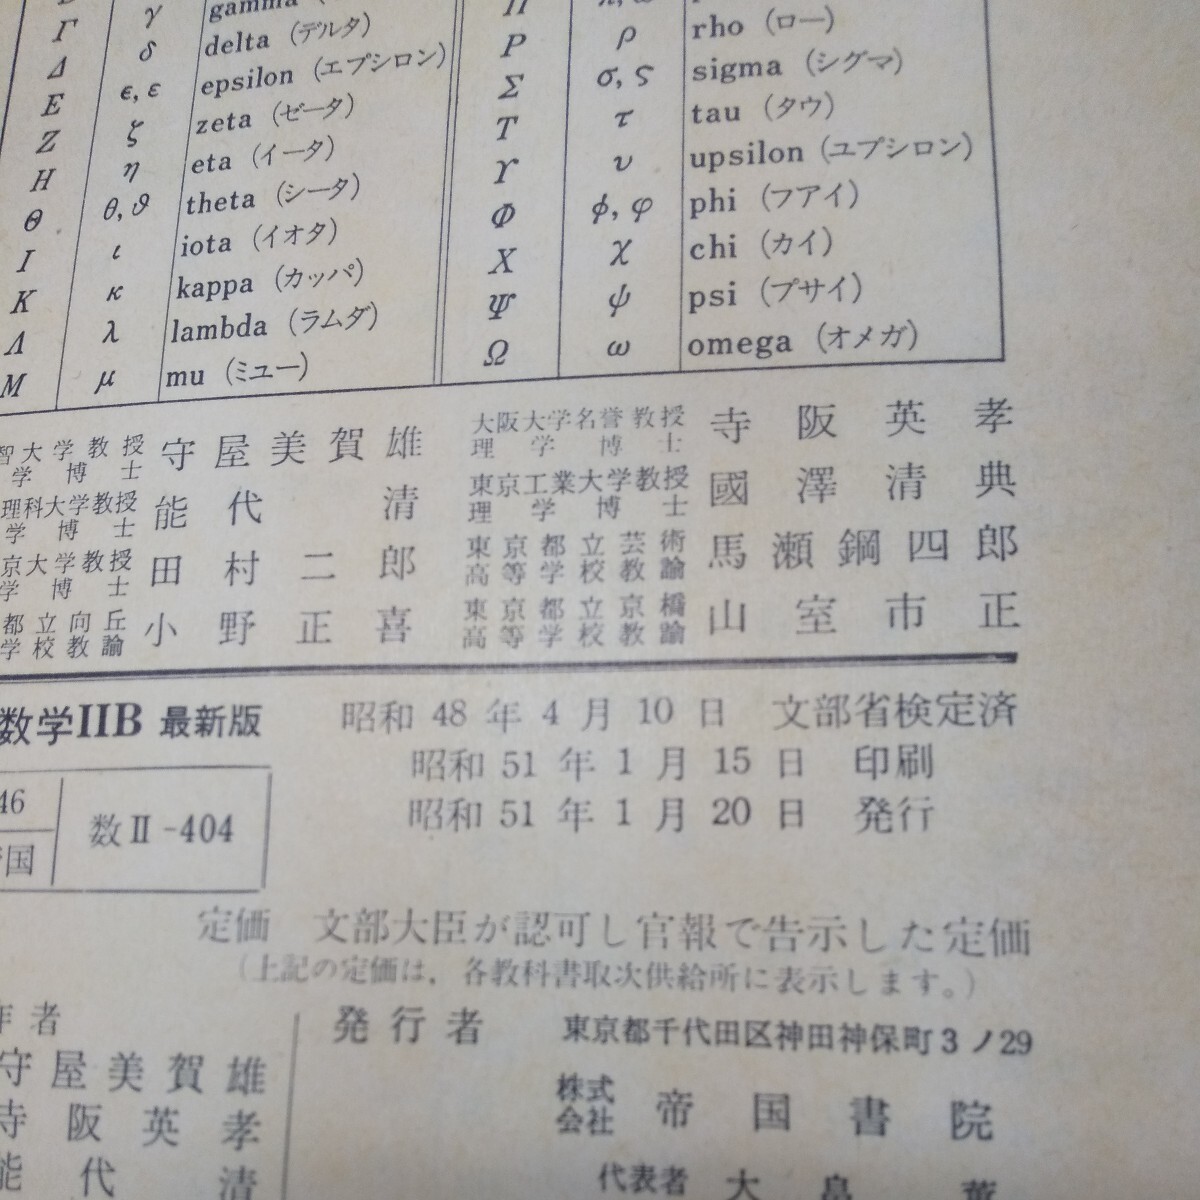 γ gamma
Γ δ delta (デルタ)
Δ ϵ, ε epsilon (エプシロン)
E ζ zeta (ゼータ)
Z η eta (イータ)
H θ, ϑ theta (シータ)
Θ ι iota (イオタ)
I κ kappa (カッパ)
K λ lambda (ラムダ)
Λ μ mu (ミュー)
M
Π
P ρ rho (ロー)
Σ σ, ς sigma (シグマ)
T τ tau (タウ)
ϒ υ upsilon (ユプシロン)
Φ ϕ, φ phi (ファイ)
X χ chi (カイ)
Ψ ψ psi (プサイ)
Ω ω omega (オメガ)
智大学教授 学博士 守屋美賀雄
大阪大学名誉教授 理学博士 寺阪英孝
理科大学教授 学博士 能代清
東京工業大学教授 理学博士 國澤清典
京大学教授 学博士 田村二郎
東京都立芸術高等学校教諭 馬瀬鋼四郎
都立向丘 学校教諭 小野正喜
東京都立京橋高等学校教諭 山室市正
数学IIB 最新版
昭和 48 年 4 月 10 日 文部省検定済
昭和 51 年 1 月 15 日 印刷
昭和 51 年 1 月 20 日 発行
46
国
数II-404
定価 文部大臣が認可し官報で告示した定価
(上記の定価は，各教科書取次供給所に表示します。)
作者
守屋美賀雄
寺阪英孝
能代清
発行者 東京都千代田区神田神保町3ノ29
株式会社 帝国書院
代表者 大